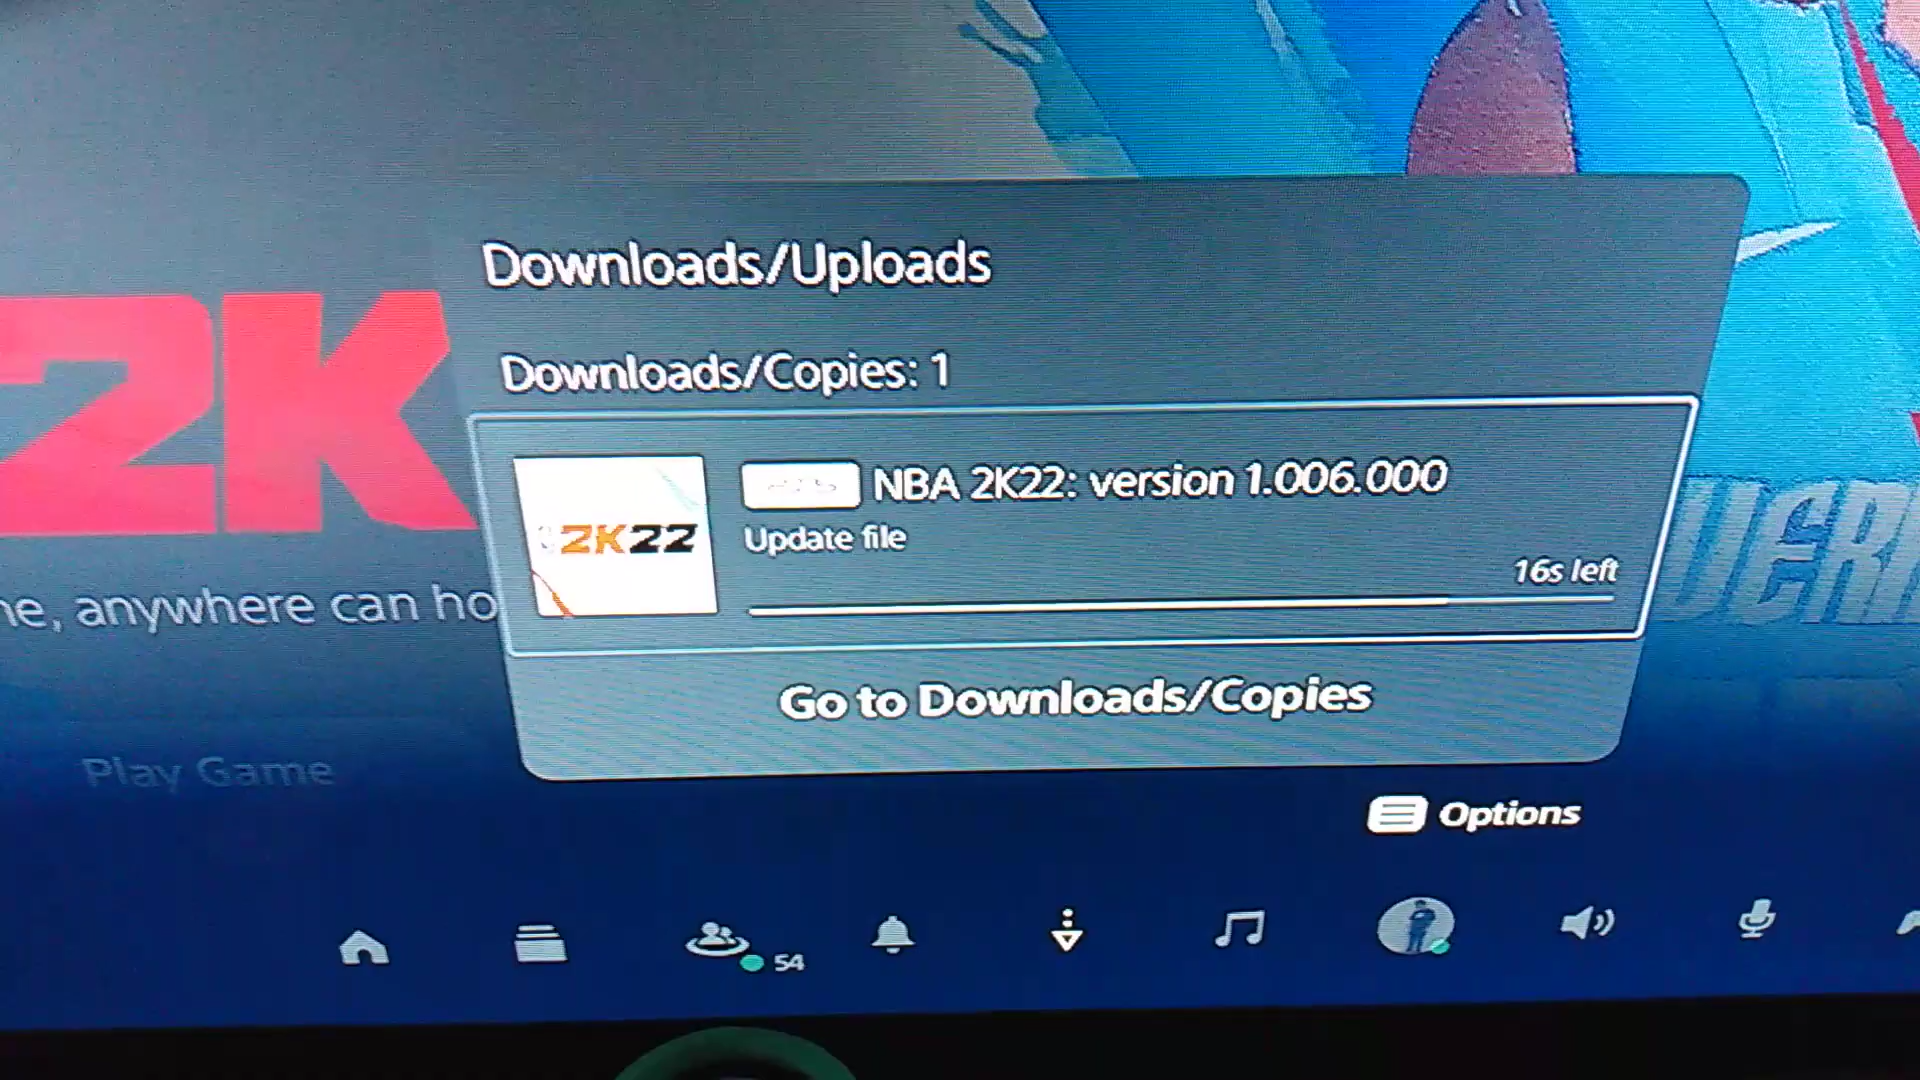 Downloads/Uploads
Downloads/Copies: 1
2K
2K22
NBA 2K22: version 1.006.000
Update file
16s left
ne, anywhere can ho
Go to Downloads/Copies
Play Game
Options
54